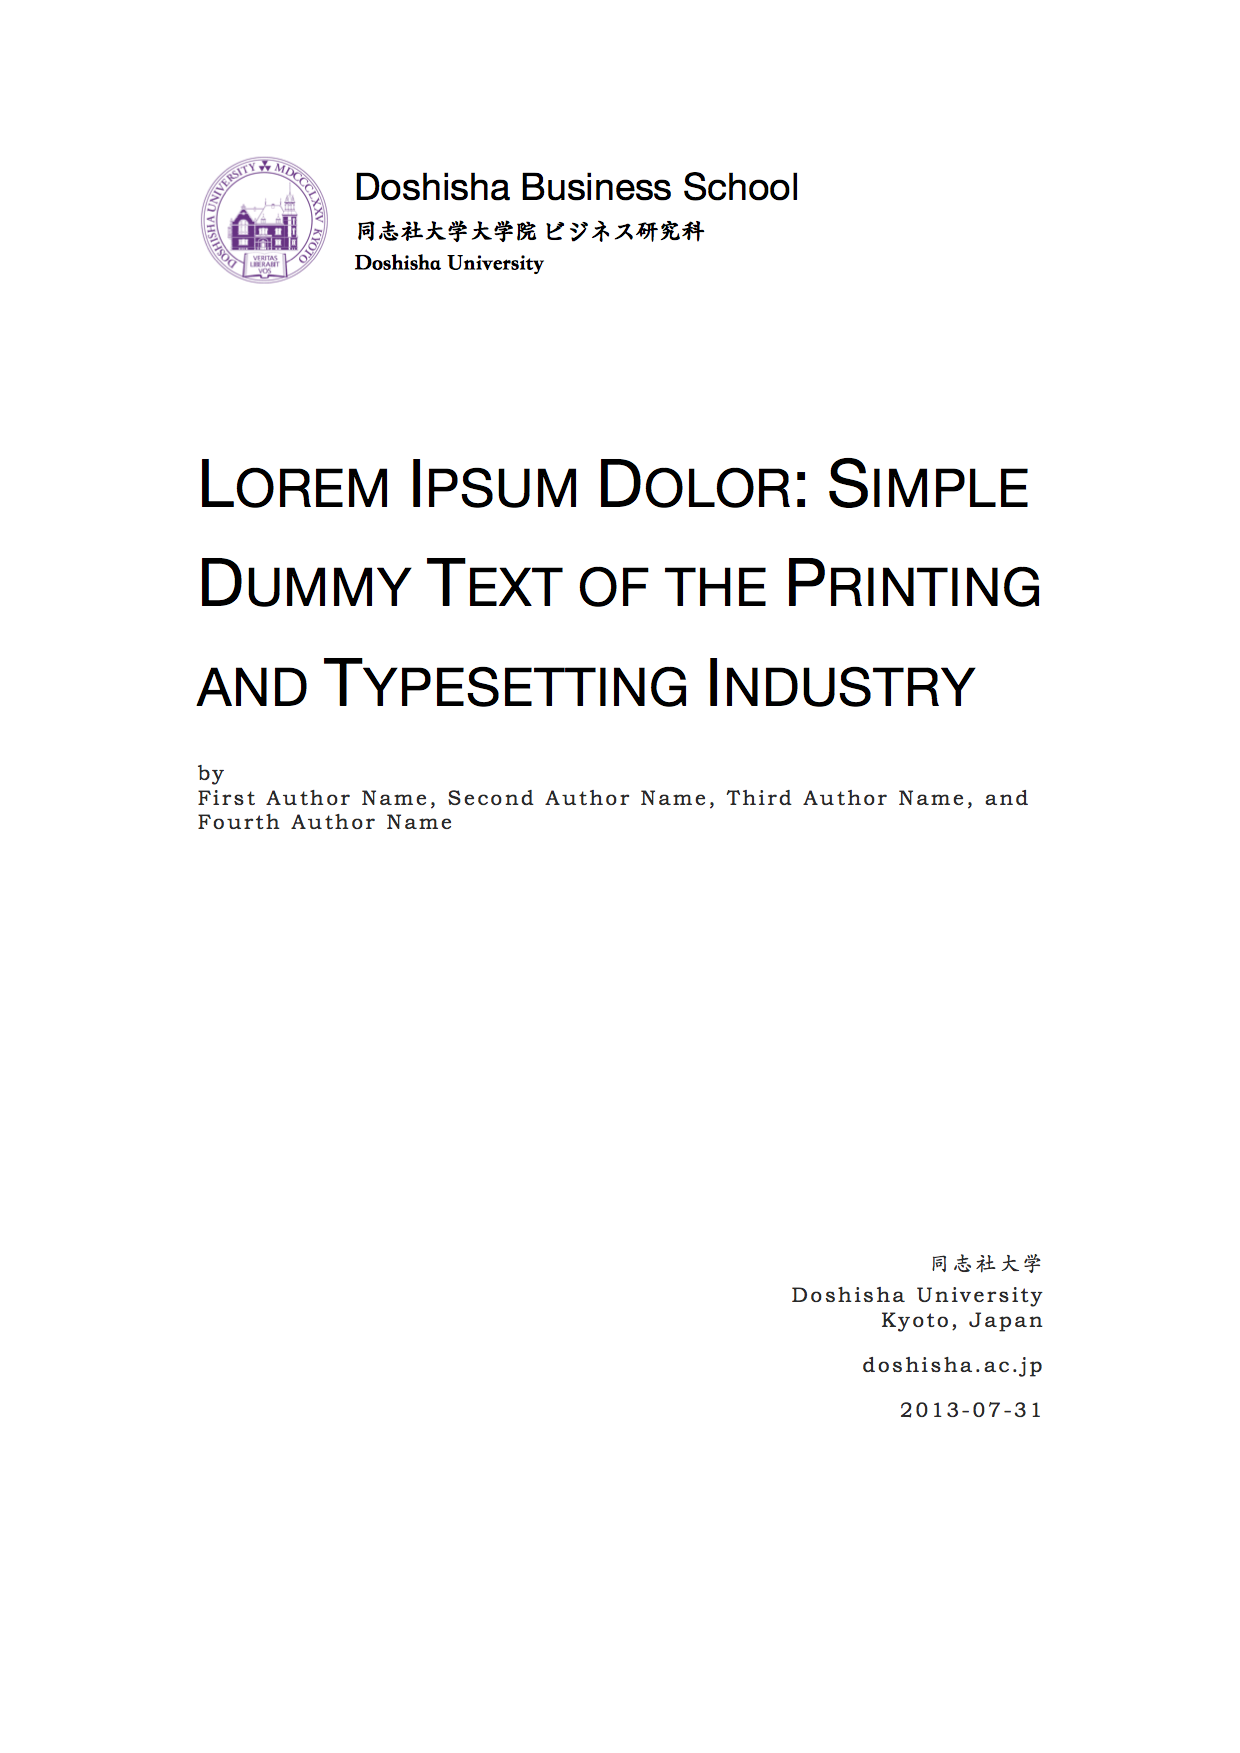 DOSHISHA UNIVERSITY MDCCCLXXV KYOTO
VERITAS
LIBERABIT
VOS
Doshisha Business School
同志社大学大学院 ビジネス研究科
Doshisha University
LOREM IPSUM DOLOR: SIMPLE
DUMMY TEXT OF THE PRINTING
AND TYPESETTING INDUSTRY
by
First Author Name, Second Author Name, Third Author Name, and
Fourth Author Name
同志社大学
Doshisha University
Kyoto, Japan
doshisha.ac.jp
2013-07-31